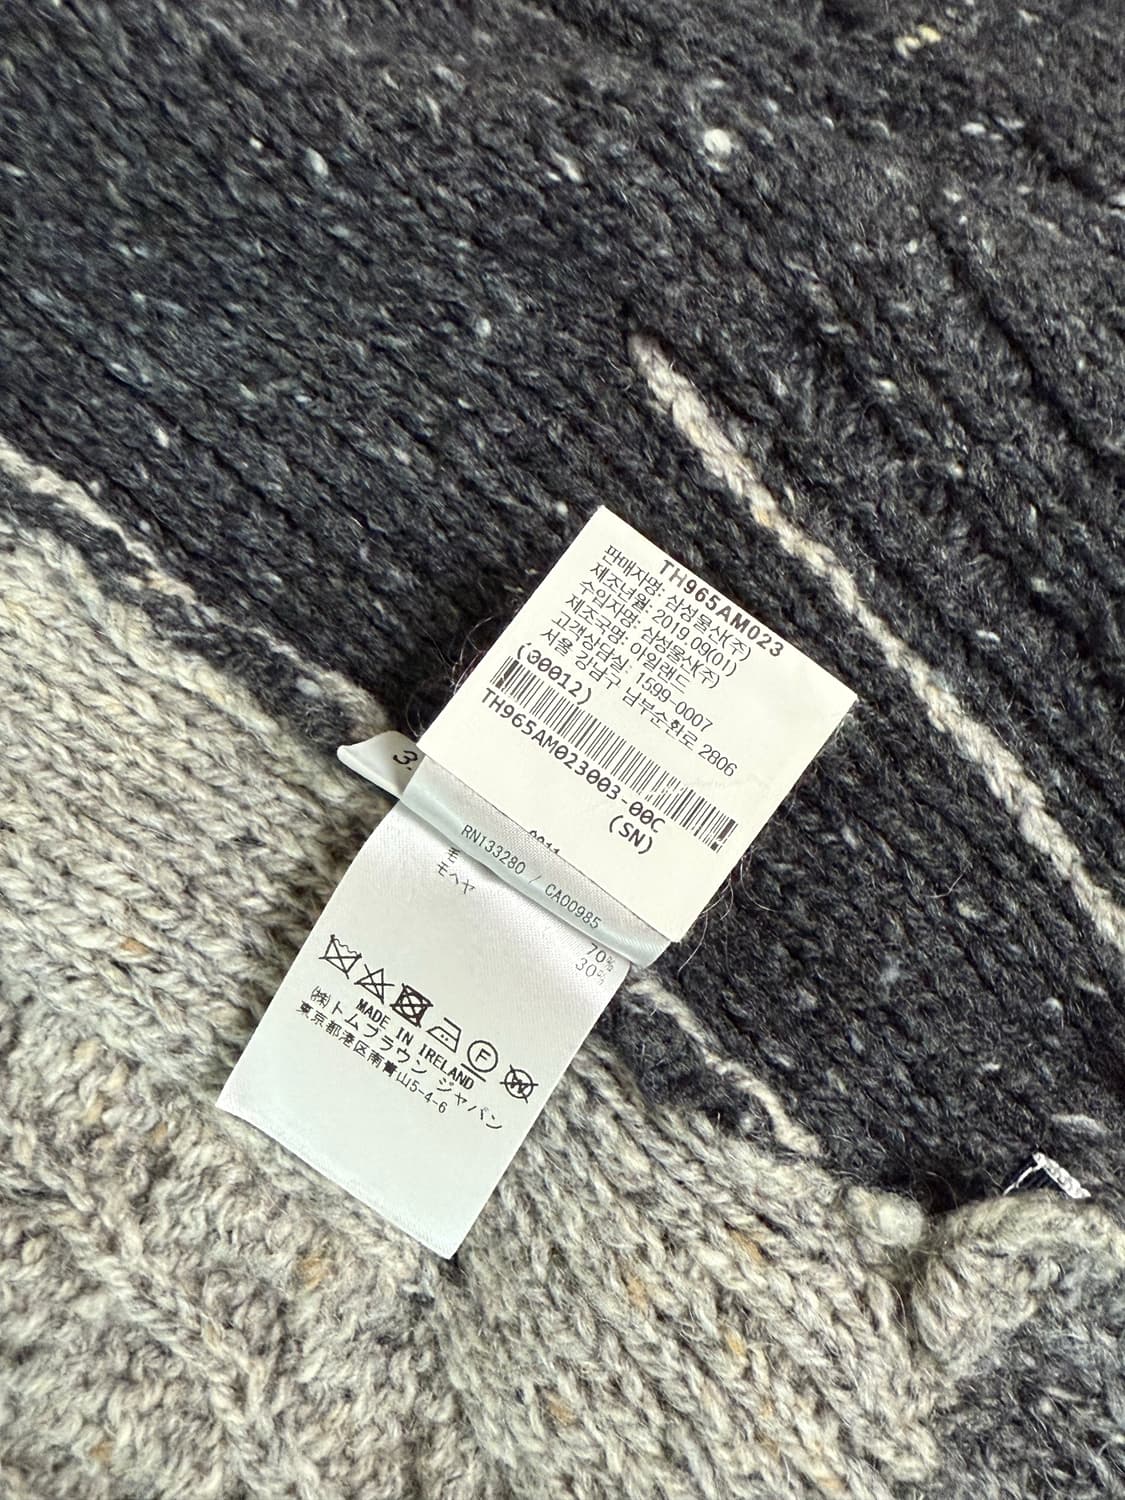 TH965AM023
판매자명: 삼성물산(주)
제조년월: 2019.09(01)
수입자명: 삼성물산(주)
제조국명: 아일랜드
고객상담실 1599-0007
서울 강남구 남부순환로 2806
(30012)
TH965AM023003-00C
(SN)
3
RN133280 / CA00985
モヘヤ
70%
30%
MADE IN IRELAND
(株)トムブラウン ジャパン
東京都港区南青山5-4-6